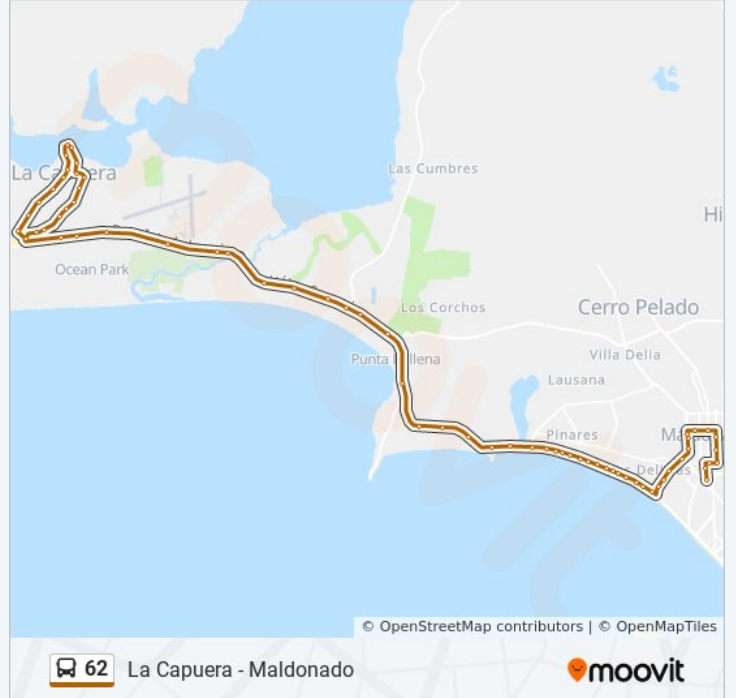 Las Cumbres
La Capuera
Hi
Ocean Park
Los Corchos
Cerro Pelado
Villa Delia
Punta Ballena
Lausana
Pinares
© OpenStreetMap contributors | © OpenMapTiles
62 La Capuera - Maldonado
moovit